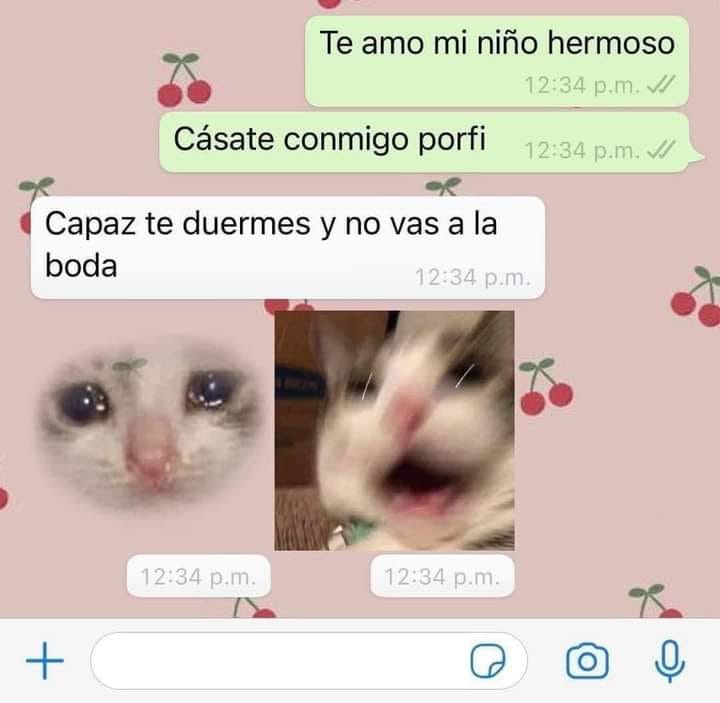 Te amo mi niño hermoso
12:34 p.m.
Cásate conmigo porfi
12:34 p.m.
Capaz te duermes y no vas a la
boda
12:34 p.m.
12:34 p.m.
12:34 p.m.